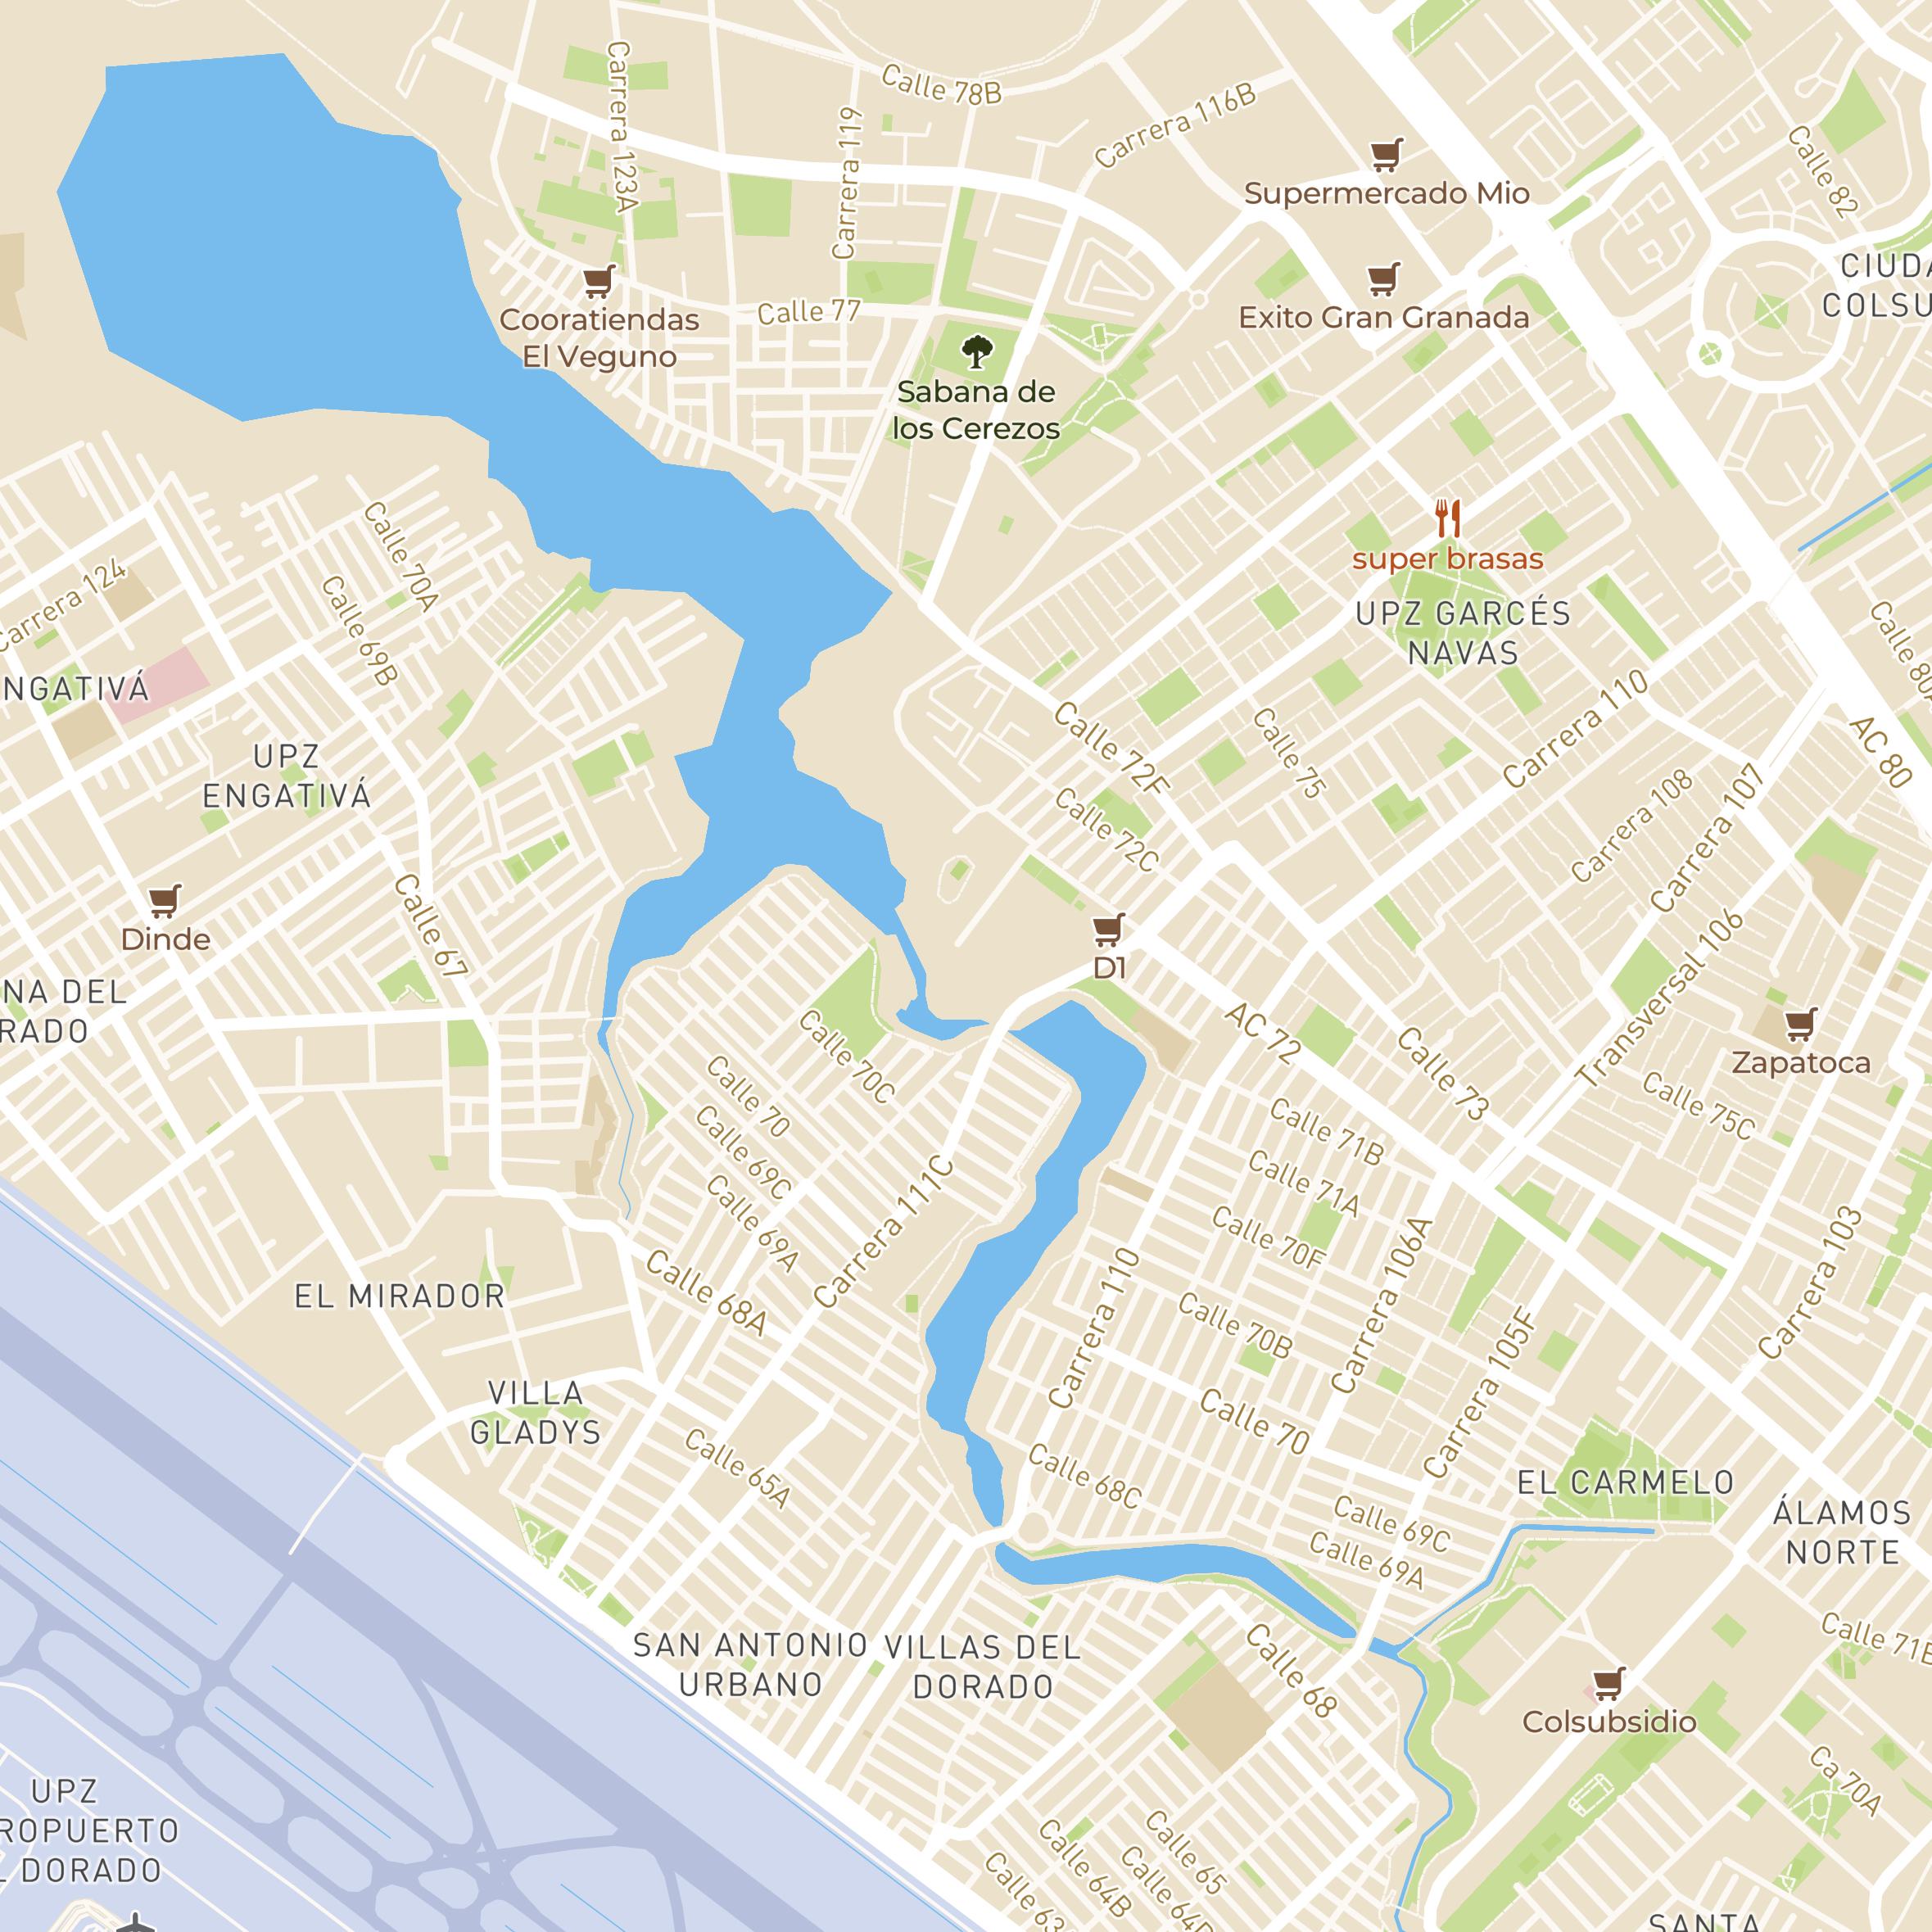 Carrera 123A
Calle 78B
Carrera 116B
Carrera 119
Supermercado Mio
Calle 82
Cooratiendas
El Veguno
Calle 77
Exito Gran Granada
CIUDA
COLSU
Sabana de
los Cerezos
Calle 70A
super brasas
UPZ GARCÉS
NAVAS
Carrera 124
Calle 69B
Calle 80A
NGATIVÁ
UPZ
ENGATIVÁ
Calle 72F
Calle 75
Carrera 110
AC 80
Calle 72C
Carrera 108
Carrera 107
Dinde
Calle 67
D1
Transversal 106
NA DEL
RADO
Calle 70C
AC 72
Calle 73
Zapatoca
Calle 75C
Calle 70
Calle 69C
Calle 69A
Calle 71B
Calle 71A
Calle 70F
Carrera 111C
Carrera 110
Carrera 106A
Carrera 103
EL MIRADOR
Calle 68A
Calle 70B
Carrera 105F
VILLA
GLADYS
Calle 65A
Calle 70
Calle 68C
EL CARMELO
Calle 69C
Calle 69A
ÁLAMOS
NORTE
SAN ANTONIO
URBANO
VILLAS DEL
DORADO
Calle 68
Calle 71B
Colsubsidio
Ca 70A
UPZ
ROPUERTO
L DORADO
Calle 65
Calle 64B
Calle 64D
Calle 63
SANTA